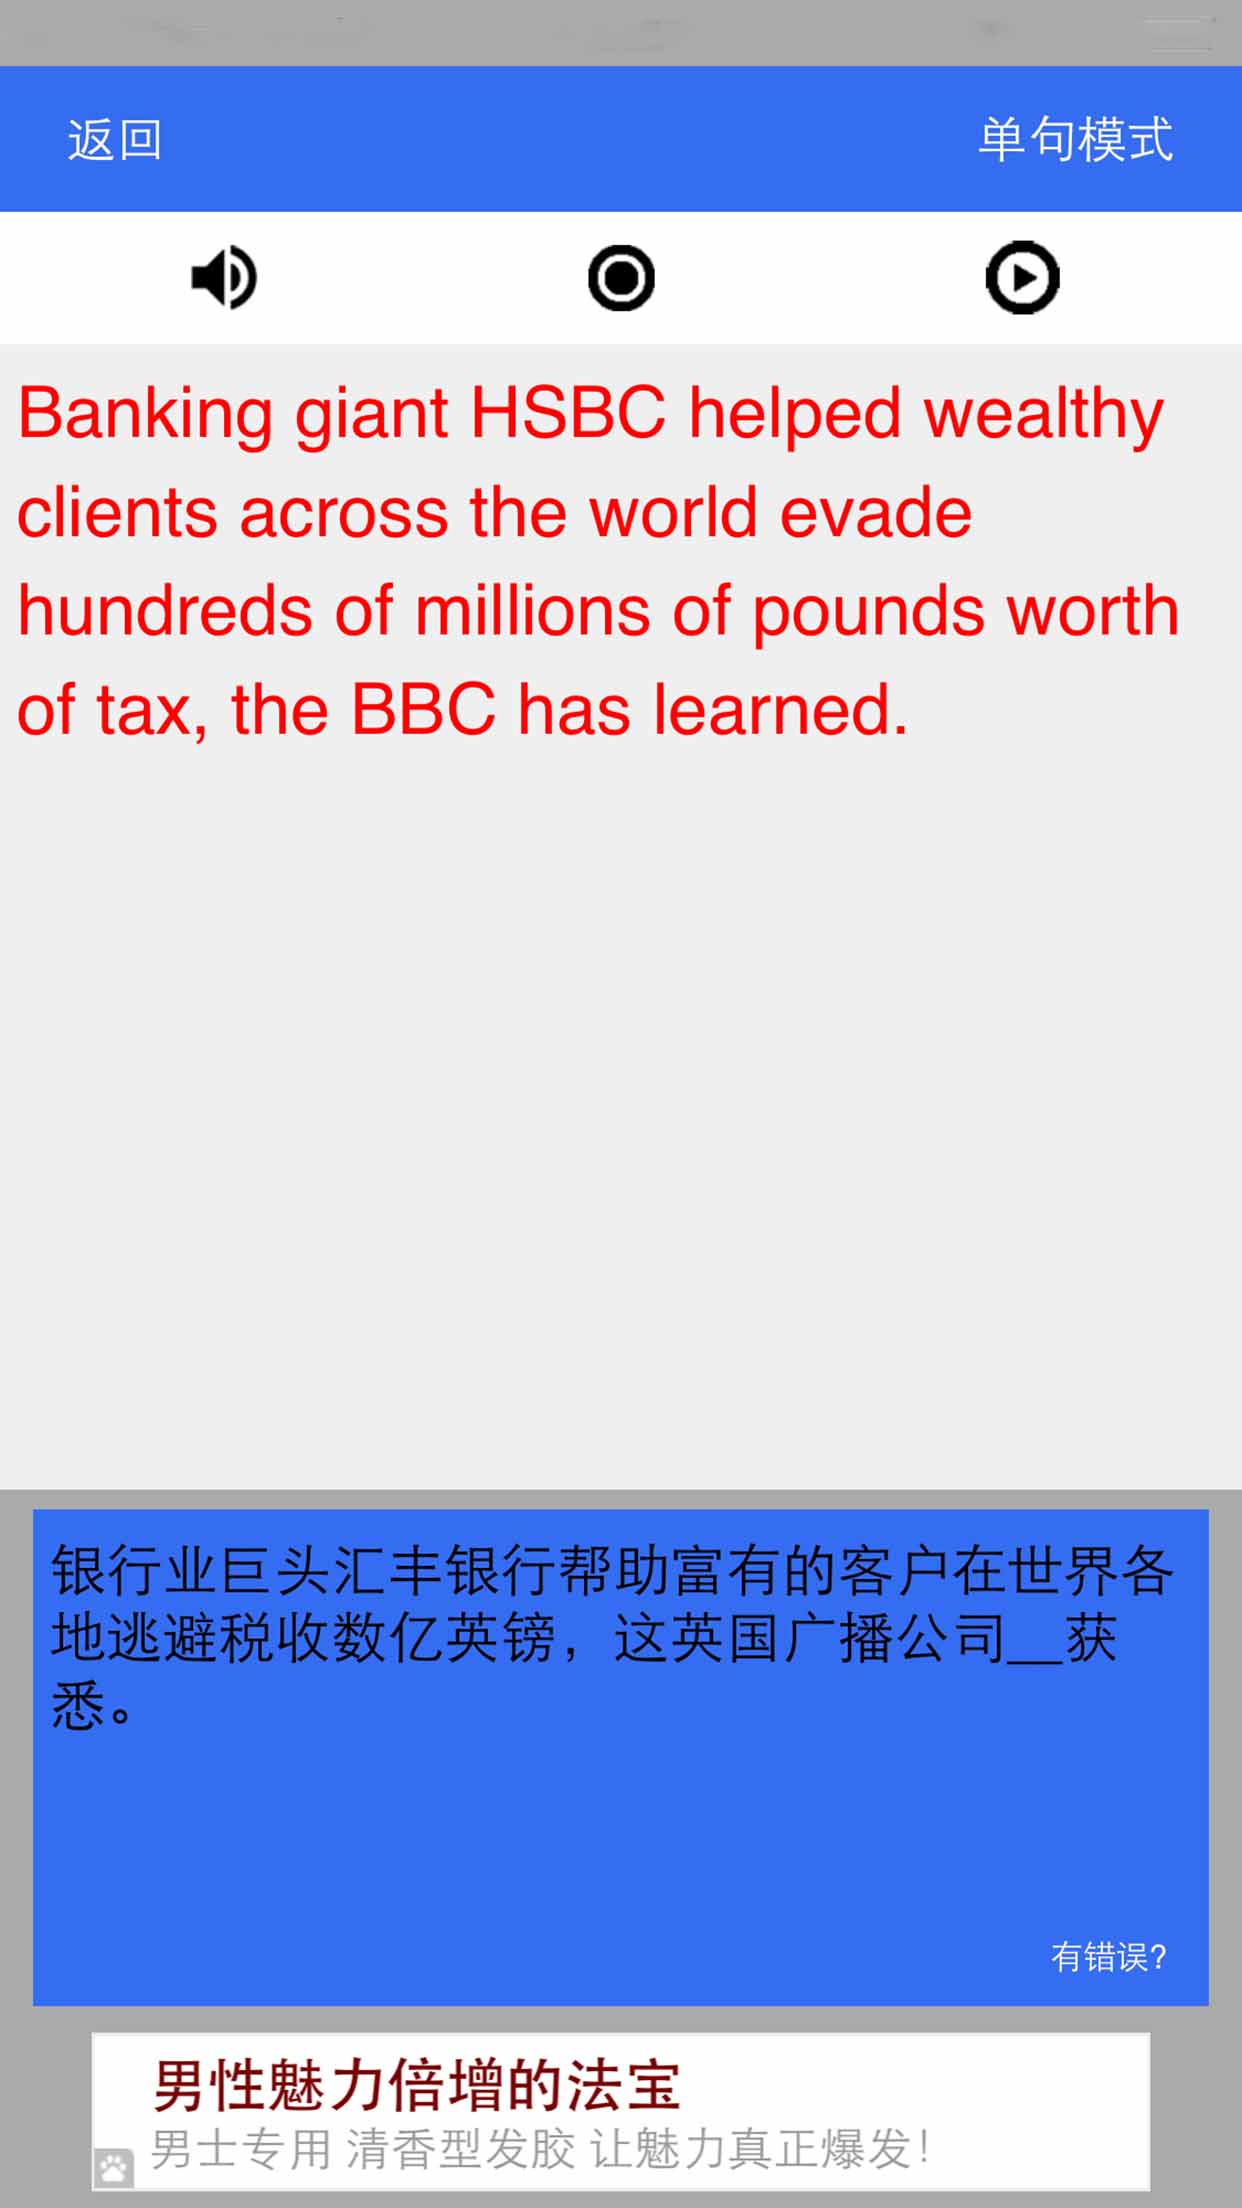 返回
单句模式
Banking giant HSBC helped wealthy
clients across the world evade
hundreds of millions of pounds worth
of tax, the BBC has learned.
银行业巨头汇丰银行帮助富有的客户在世界各
地逃避税收数亿英镑，这英国广播公司__获
悉。
有错误?
男性魅力倍增的法宝
男士专用 清香型发胶 让魅力真正爆发！